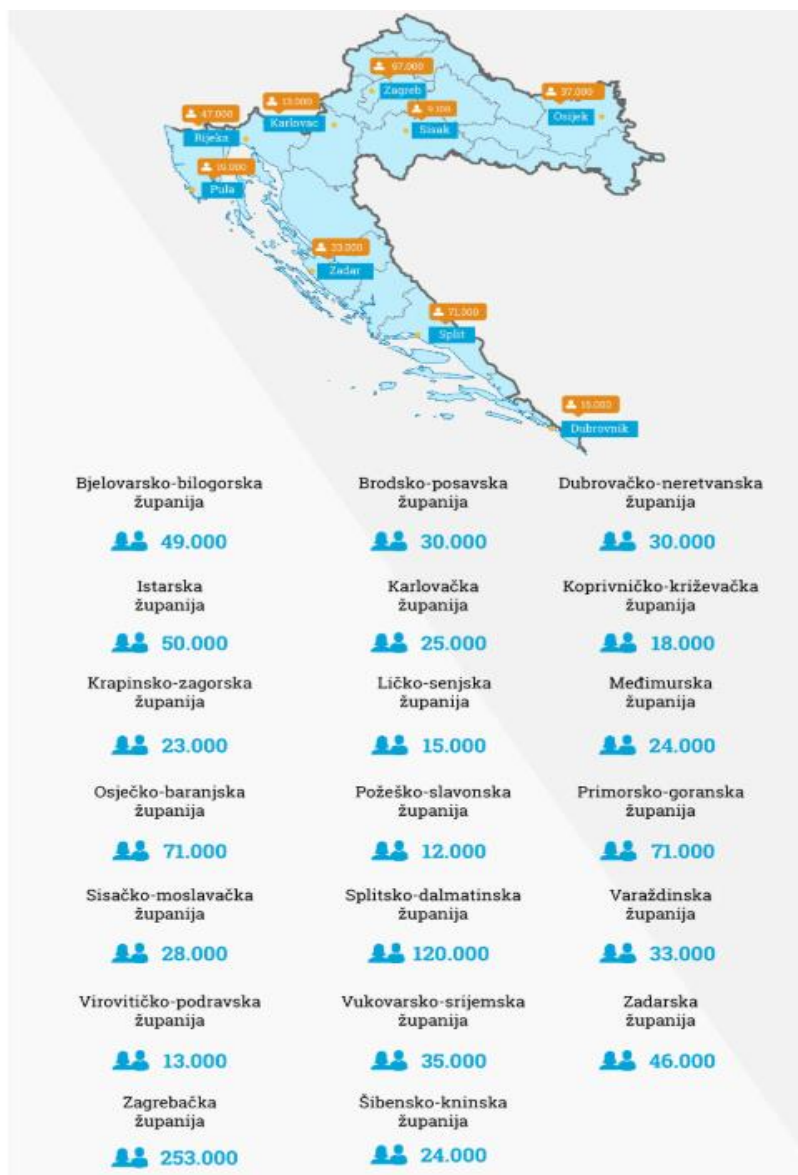 97.000
Zagreb
47.000
13.000
Karlovac
9.100
Sisak
37.000
Osijek
Rijeka
Pula
33.000
Zadar
71.000
Split
Dubrovnik
Bjelovarsko-bilogorska
županija
49.000
Brodsko-posavska
županija
30.000
Dubrovačko-neretvanska
županija
30.000
Istarska
županija
50.000
Karlovačka
županija
25.000
Koprivničko-križevačka
županija
18.000
Krapinsko-zagorska
županija
23.000
Ličko-senjska
županija
15.000
Međimurska
županija
24.000
Osječko-baranjska
županija
71.000
Požeško-slavonska
županija
12.000
Primorsko-goranska
županija
71.000
Sisačko-moslavačka
županija
28.000
Splitsko-dalmatinska
županija
120.000
Varaždinska
županija
33.000
Virovitičko-podravska
županija
13.000
Vukovarsko-srijemska
županija
35.000
Zadarska
županija
46.000
Zagrebačka
županija
253.000
Šibensko-kninska
županija
24.000